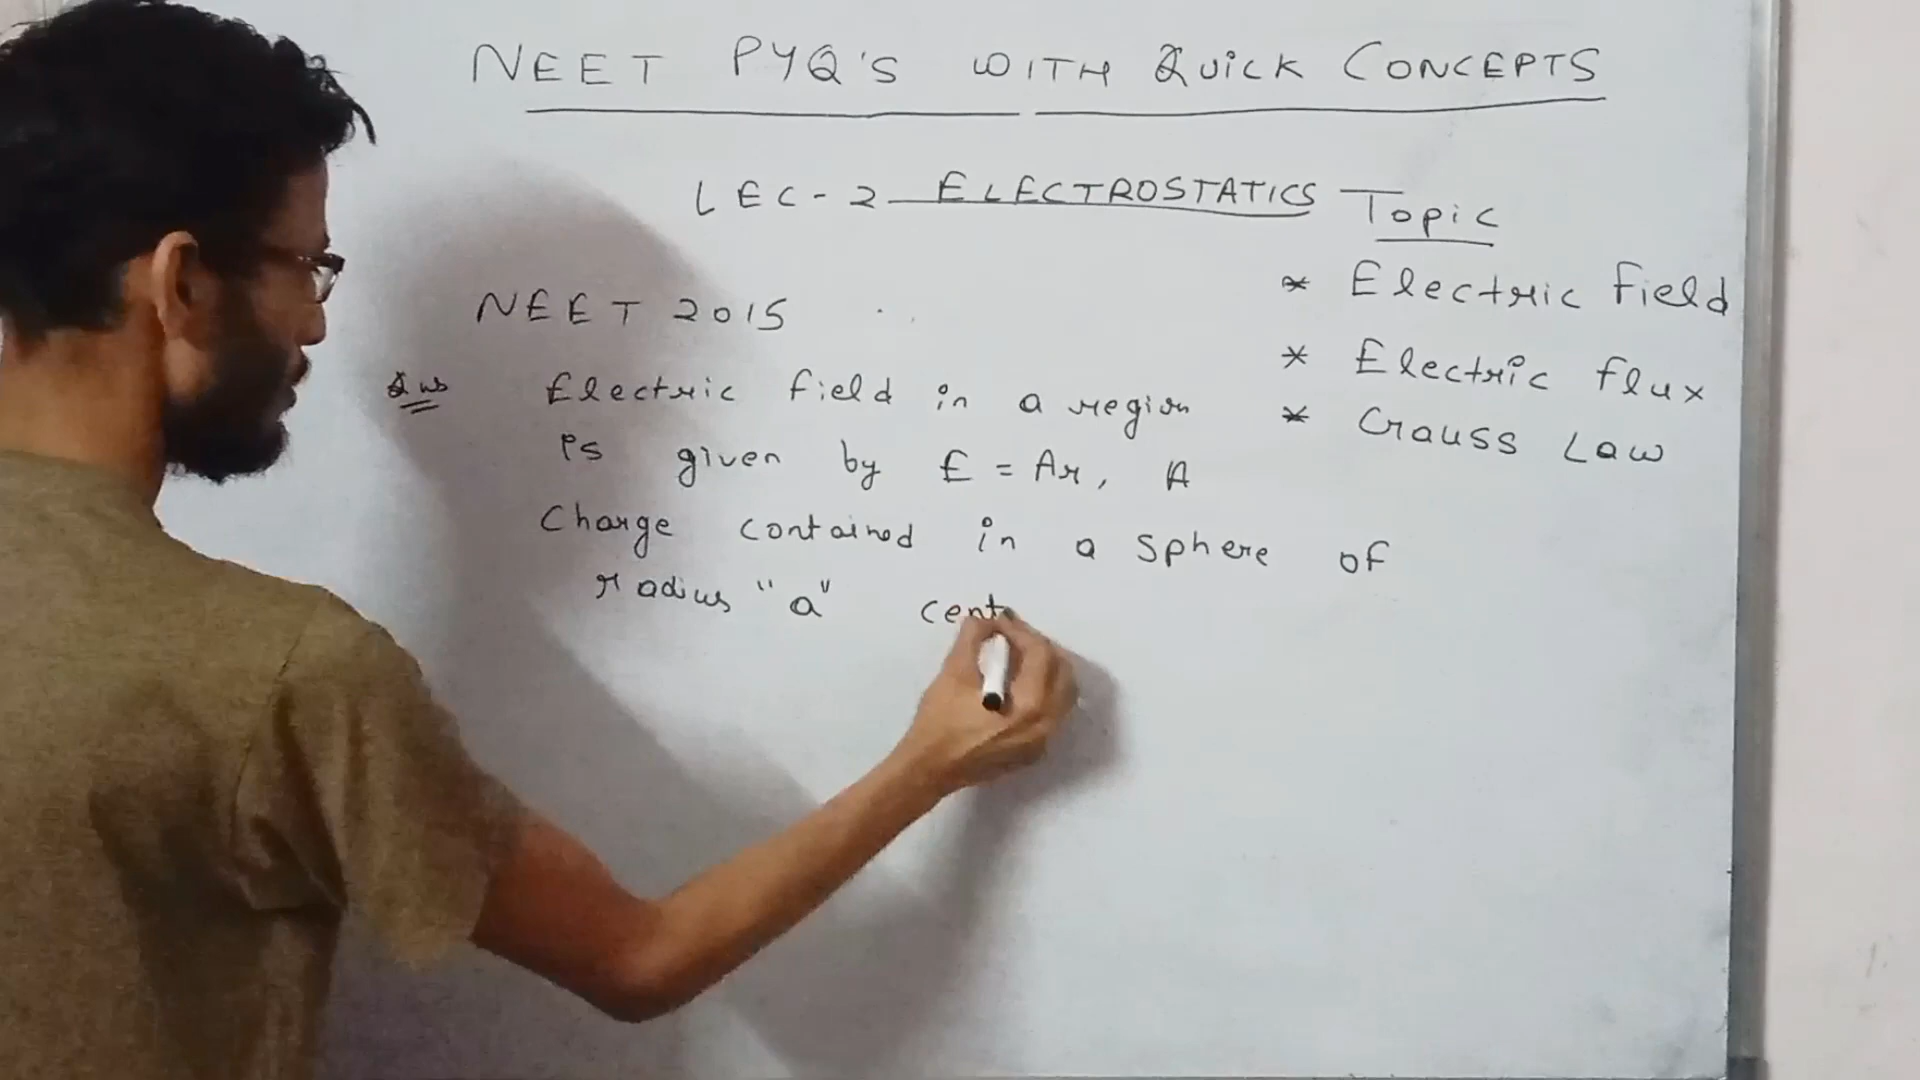 NEET PYQ'S WITH QUICK CONCEPTS
LEC-2 ELECTROSTATICS
Topic
* Electric field
* Electric flux
* Gauss Law
NEET 2015
Qus Electric field in a region
is given by E = Ar, A
Charge contained in a sphere of
radius "a" cent